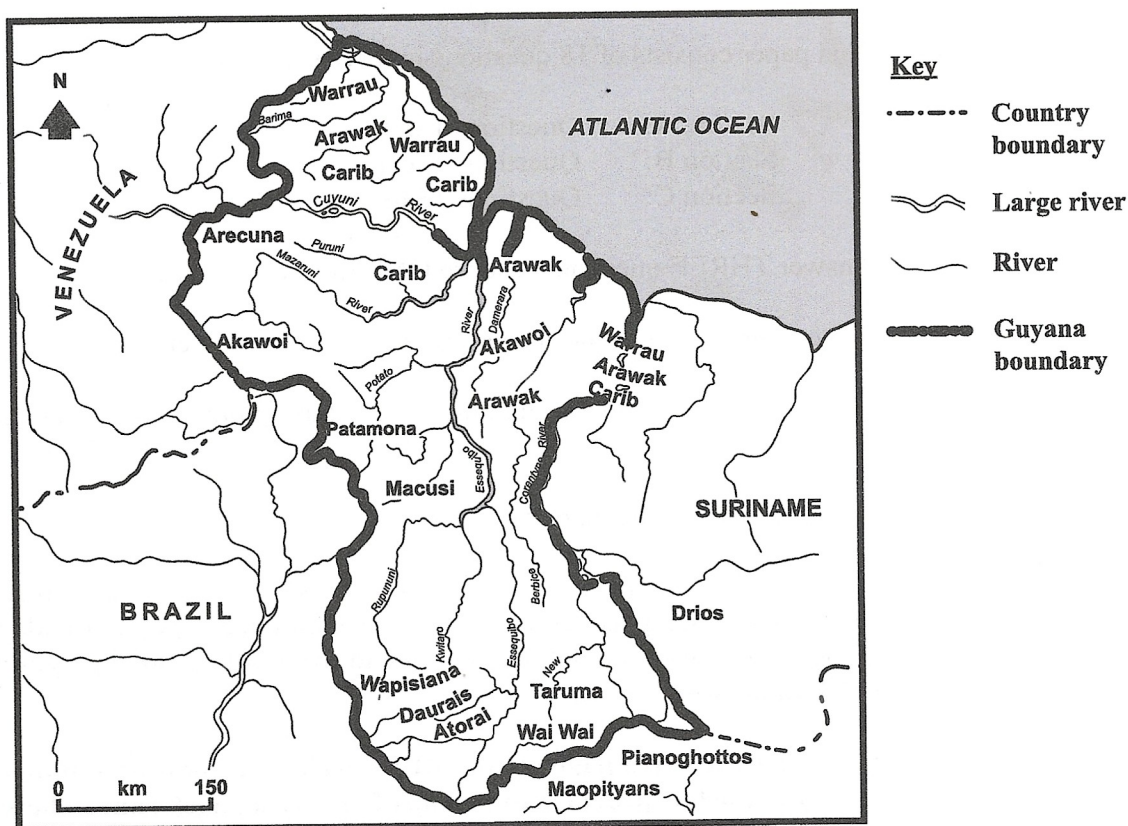 N
VENEZUELA
ATLANTIC OCEAN
Barima
Warrau
Arawak
Warrau
Carib
Carib
Cuyuni
River
Arecuna
Puruni
Mazaruni
River
Carib
Arawak
River
Damerara
Akawoi
Akawoi
Warrau
Arawak
Carib
Potato
Arawak
Patamona
Essequibo
Macusi
Corentyne River
SURINAME
BRAZIL
Rupununi
Kwitaro
Essequibo
Berbice
Drios
New
Wapisiana
Daurais
Atorai
Taruma
Wai Wai
Pianoghottos
Maopityans
0 km 150
Key
Country
boundary
Large river
River
Guyana
boundary